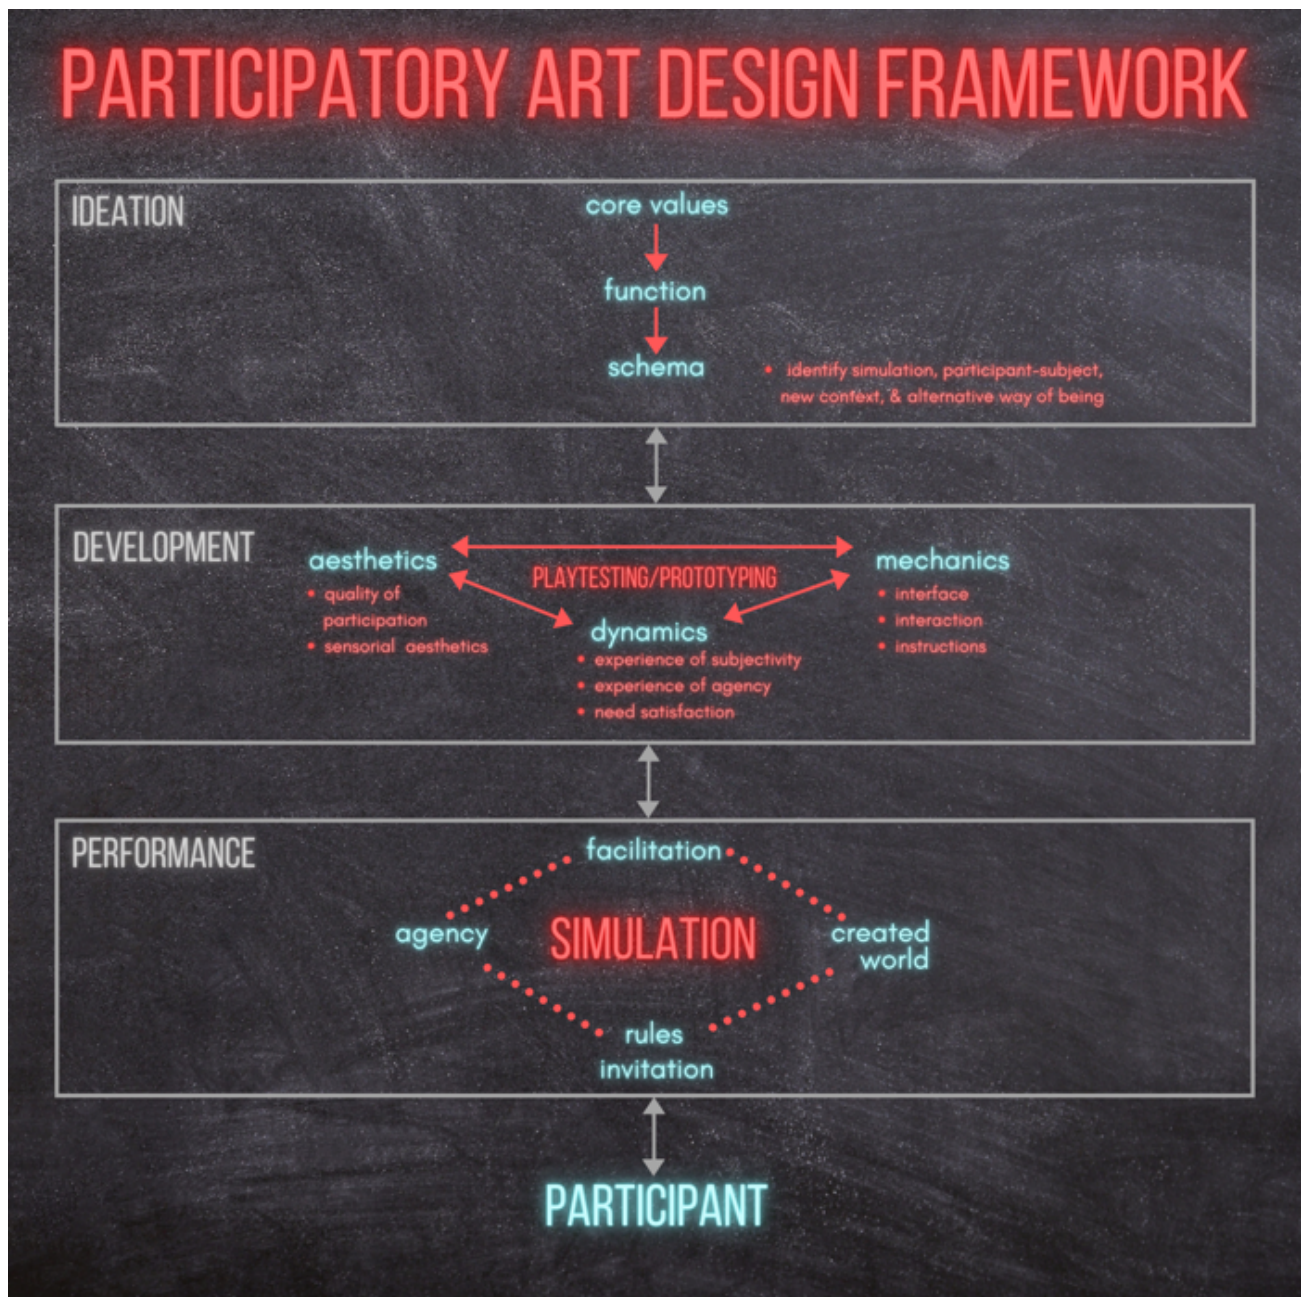 PARTICIPATORY ART DESIGN FRAMEWORK
IDEATION
core values
function
schema
• identify simulation, participant-subject,
new context, & alternative way of being
DEVELOPMENT
aesthetics
• quality of
participation
• sensorial aesthetics
PLAYTESTING/PROTOTYPING
dynamics
• experience of subjectivity
• experience of agency
• need satisfaction
mechanics
• interface
• interaction
• instructions
PERFORMANCE
facilitation
agency
SIMULATION
created
world
rules
invitation
PARTICIPANT